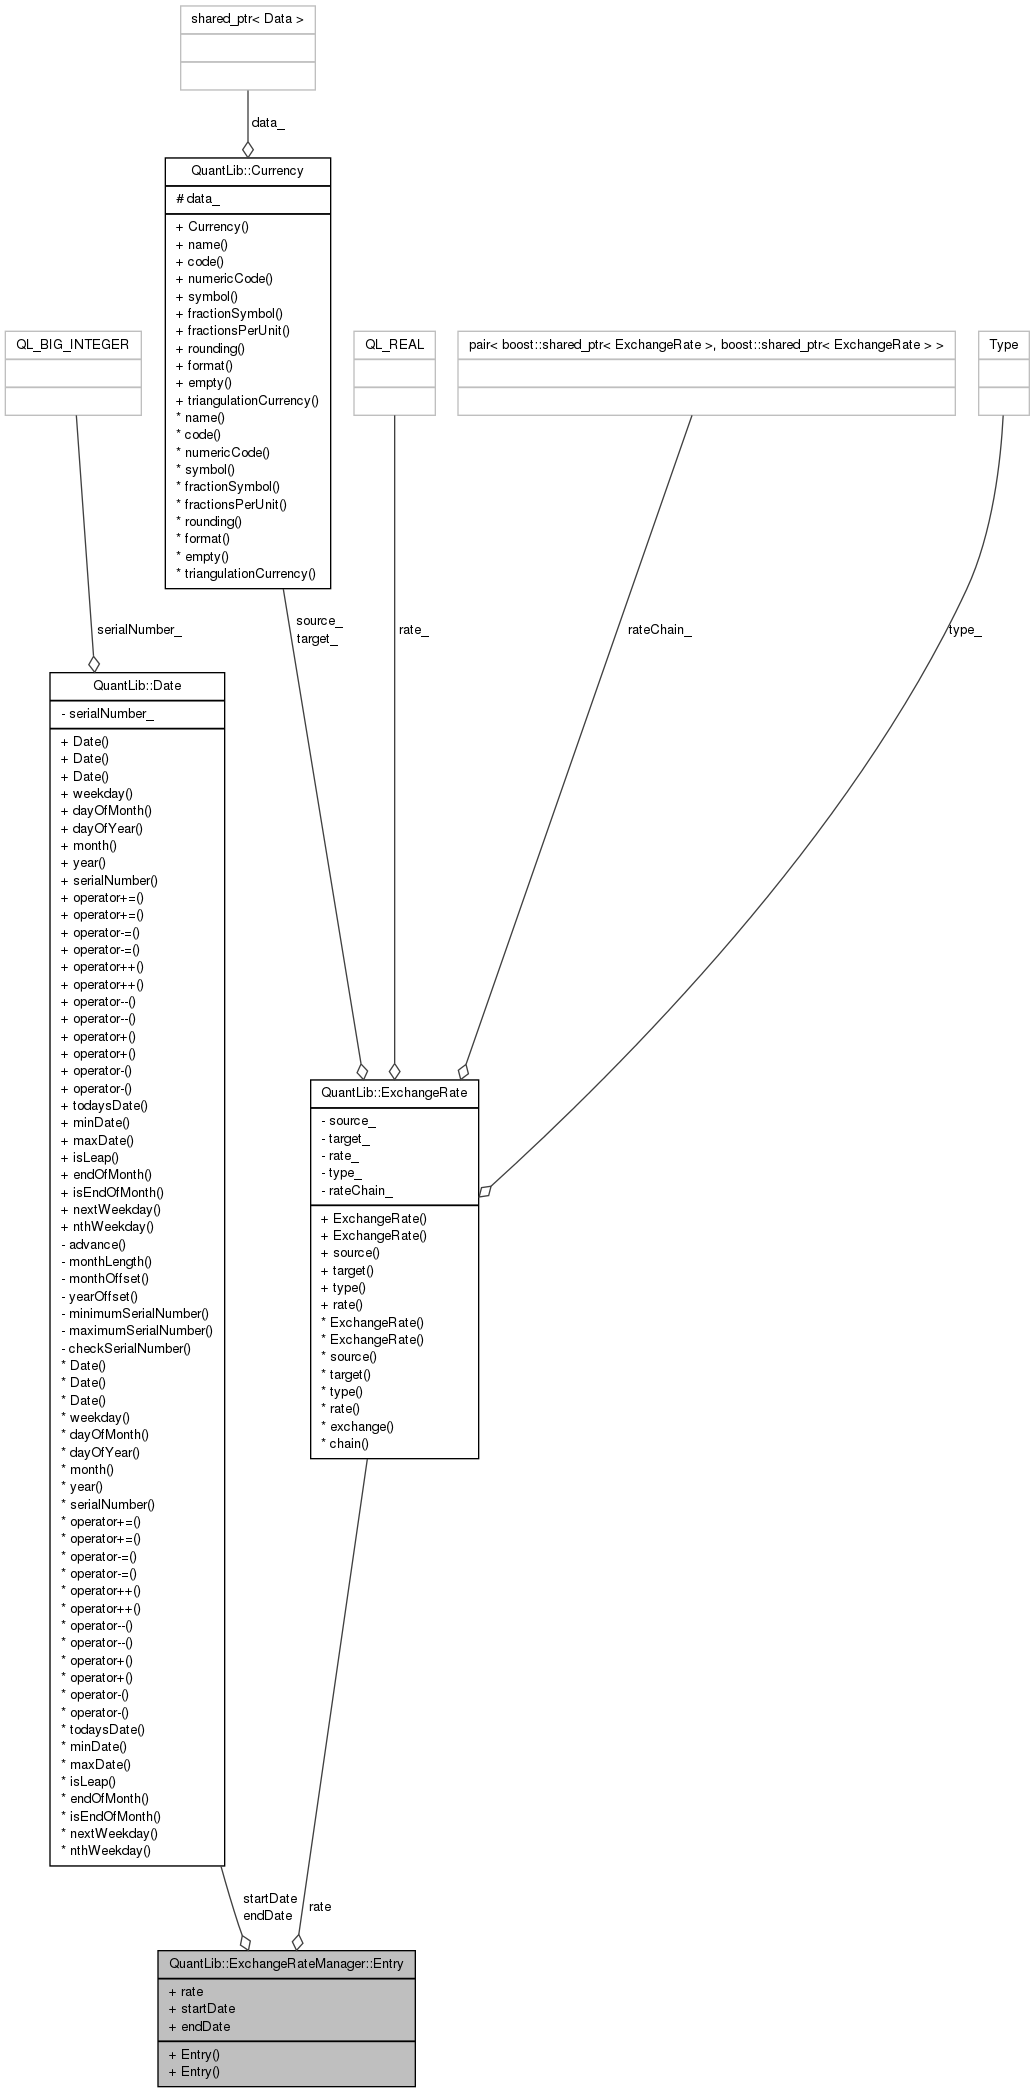 shared_ptr< Data >
data_
QuantLib::Currency
# data_
+ Currency()
+ name()
+ code()
+ numericCode()
+ symbol()
+ fractionSymbol()
+ fractionsPerUnit()
+ rounding()
+ format()
+ empty()
+ triangulationCurrency()
* name()
* code()
* numericCode()
* symbol()
* fractionSymbol()
* fractionsPerUnit()
* rounding()
* format()
* empty()
* triangulationCurrency()
QL_BIG_INTEGER
QL_REAL
pair< boost::shared_ptr< ExchangeRate >, boost::shared_ptr< ExchangeRate > >
Type
serialNumber_
source_
target_
rate_
rateChain_
type_
QuantLib::Date
- serialNumber_
+ Date()
+ Date()
+ Date()
+ weekday()
+ dayOfMonth()
+ dayOfYear()
+ month()
+ year()
+ serialNumber()
+ operator+=()
+ operator+=()
+ operator-=()
+ operator-=()
+ operator++()
+ operator++()
+ operator--()
+ operator--()
+ operator+()
+ operator+()
+ operator-()
+ operator-()
+ todaysDate()
+ minDate()
+ maxDate()
+ isLeap()
+ endOfMonth()
+ isEndOfMonth()
+ nextWeekday()
+ nthWeekday()
- advance()
- monthLength()
- monthOffset()
- yearOffset()
- minimumSerialNumber()
- maximumSerialNumber()
- checkSerialNumber()
* Date()
* Date()
* Date()
* weekday()
* dayOfMonth()
* dayOfYear()
* month()
* year()
* serialNumber()
* operator+=()
* operator+=()
* operator-=()
* operator-=()
* operator++()
* operator++()
* operator--()
* operator--()
* operator+()
* operator+()
* operator-()
* operator-()
* todaysDate()
* minDate()
* maxDate()
* isLeap()
* endOfMonth()
* isEndOfMonth()
* nextWeekday()
* nthWeekday()
QuantLib::ExchangeRate
- source_
- target_
- rate_
- type_
- rateChain_
+ ExchangeRate()
+ ExchangeRate()
+ source()
+ target()
+ type()
+ rate()
* ExchangeRate()
* ExchangeRate()
* source()
* target()
* type()
* rate()
* exchange()
* chain()
startDate
endDate
rate
QuantLib::ExchangeRateManager::Entry
+ rate
+ startDate
+ endDate
+ Entry()
+ Entry()